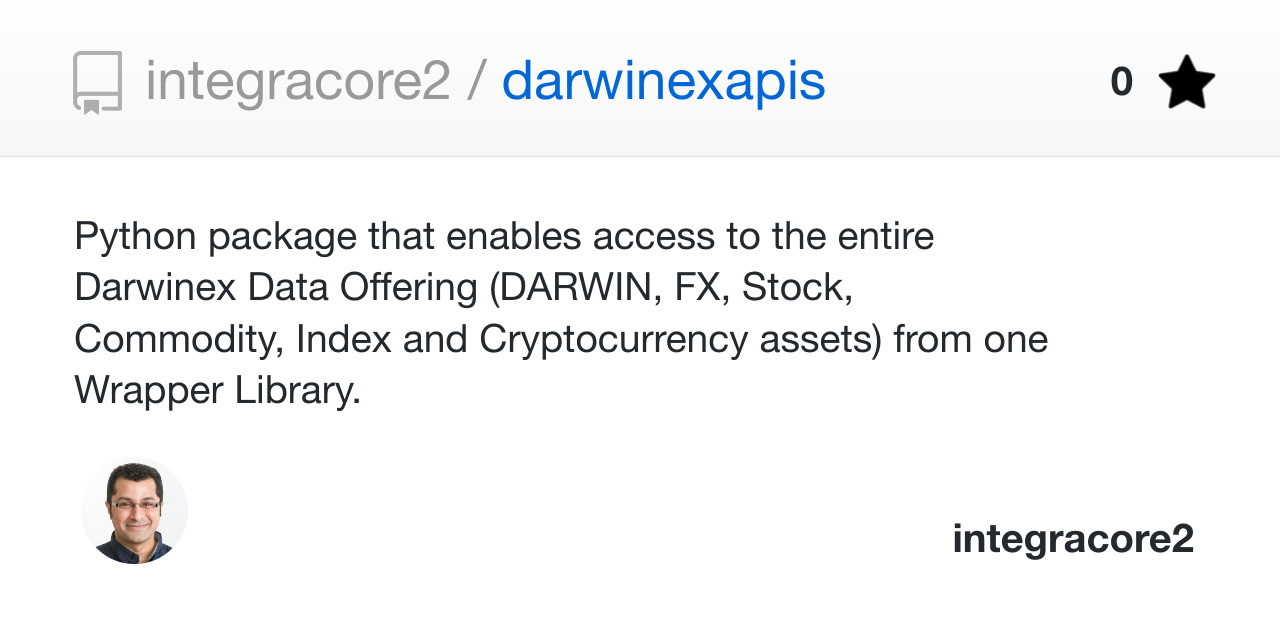 integracore2 / darwinexapis
0
Python package that enables access to the entire
Darwinex Data Offering (DARWIN, FX, Stock,
Commodity, Index and Cryptocurrency assets) from one
Wrapper Library.
integracore2